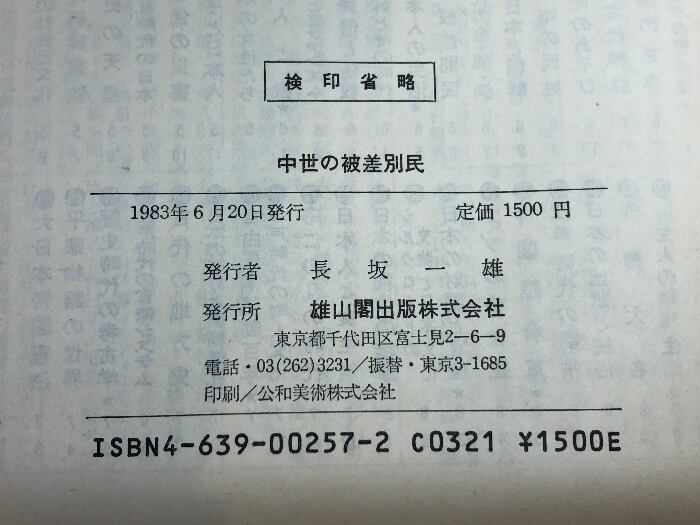 検印省略
中世の被差別民
1983年6月20日発行 定価 1500 円
発行者 長坂一雄
発行所 雄山閣出版株式会社
東京都千代田区富士見2-6-9
電話・03(262)3231/振替・東京3-1685
印刷/公和美術株式会社
ISBN4-639-00257-2 C0321 ¥1500E